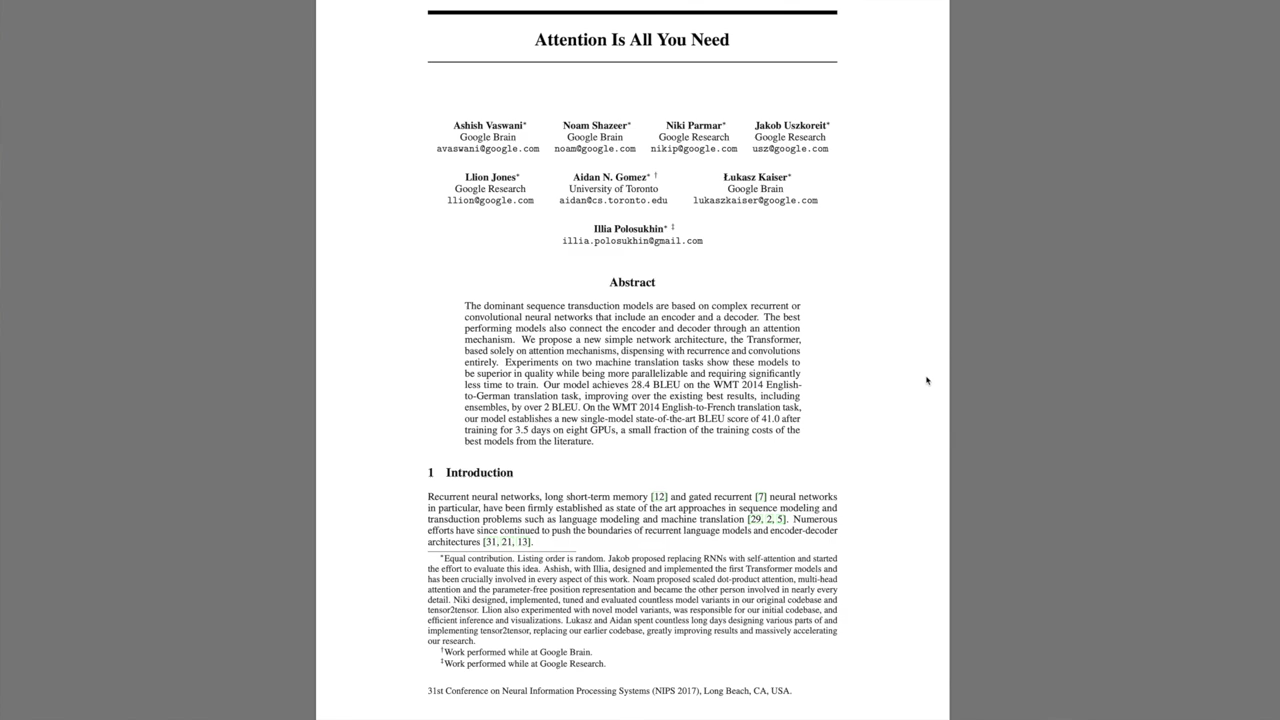 Attention Is All You Need
Ashish Vaswani* Noam Shazeer* Niki Parmar* Jakob Uszkoreit*
Google Brain Google Brain Google Research Google Research
avaswani@google.com noam@google.com nikip@google.com usz@google.com
Llion Jones* Aidan N. Gomez* † Łukasz Kaiser*
Google Research University of Toronto Google Brain
llion@google.com aidan@cs.toronto.edu lukaszkaiser@google.com
Illia Polosukhin* ‡
illia.polosukhin@gmail.com
Abstract
The dominant sequence transduction models are based on complex recurrent or
convolutional neural networks that include an encoder and a decoder. The best
performing models also connect the encoder and decoder through an attention
mechanism. We propose a new simple network architecture, the Transformer,
based solely on attention mechanisms, dispensing with recurrence and convolutions
entirely. Experiments on two machine translation tasks show these models to
be superior in quality while being more parallelizable and requiring significantly
less time to train. Our model achieves 28.4 BLEU on the WMT 2014 English-
to-German translation task, improving over the existing best results, including
ensembles, by over 2 BLEU. On the WMT 2014 English-to-French translation task,
our model establishes a new single-model state-of-the-art BLEU score of 41.0 after
training for 3.5 days on eight GPUs, a small fraction of the training costs of the
best models from the literature.
1 Introduction
Recurrent neural networks, long short-term memory [12] and gated recurrent [7] neural networks
in particular, have been firmly established as state of the art approaches in sequence modeling and
transduction problems such as language modeling and machine translation [29, 2, 5]. Numerous
efforts have since continued to push the boundaries of recurrent language models and encoder-decoder
architectures [31, 21, 13].
*Equal contribution. Listing order is random. Jakob proposed replacing RNNs with self-attention and started
the effort to evaluate this idea. Ashish, with Illia, designed and implemented the first Transformer models and
has been crucially involved in every aspect of this work. Noam proposed scaled dot-product attention, multi-head
attention and the parameter-free position representation and became the other person involved in nearly every
detail. Niki designed, implemented, tuned and evaluated countless model variants in our original codebase and
tensor2tensor. Llion also experimented with novel model variants, was responsible for our initial codebase, and
efficient inference and visualizations. Lukasz and Aidan spent countless long days designing various parts of and
implementing tensor2tensor, replacing our earlier codebase, greatly improving results and massively accelerating
our research.
†Work performed while at Google Brain.
‡Work performed while at Google Research.
31st Conference on Neural Information Processing Systems (NIPS 2017), Long Beach, CA, USA.